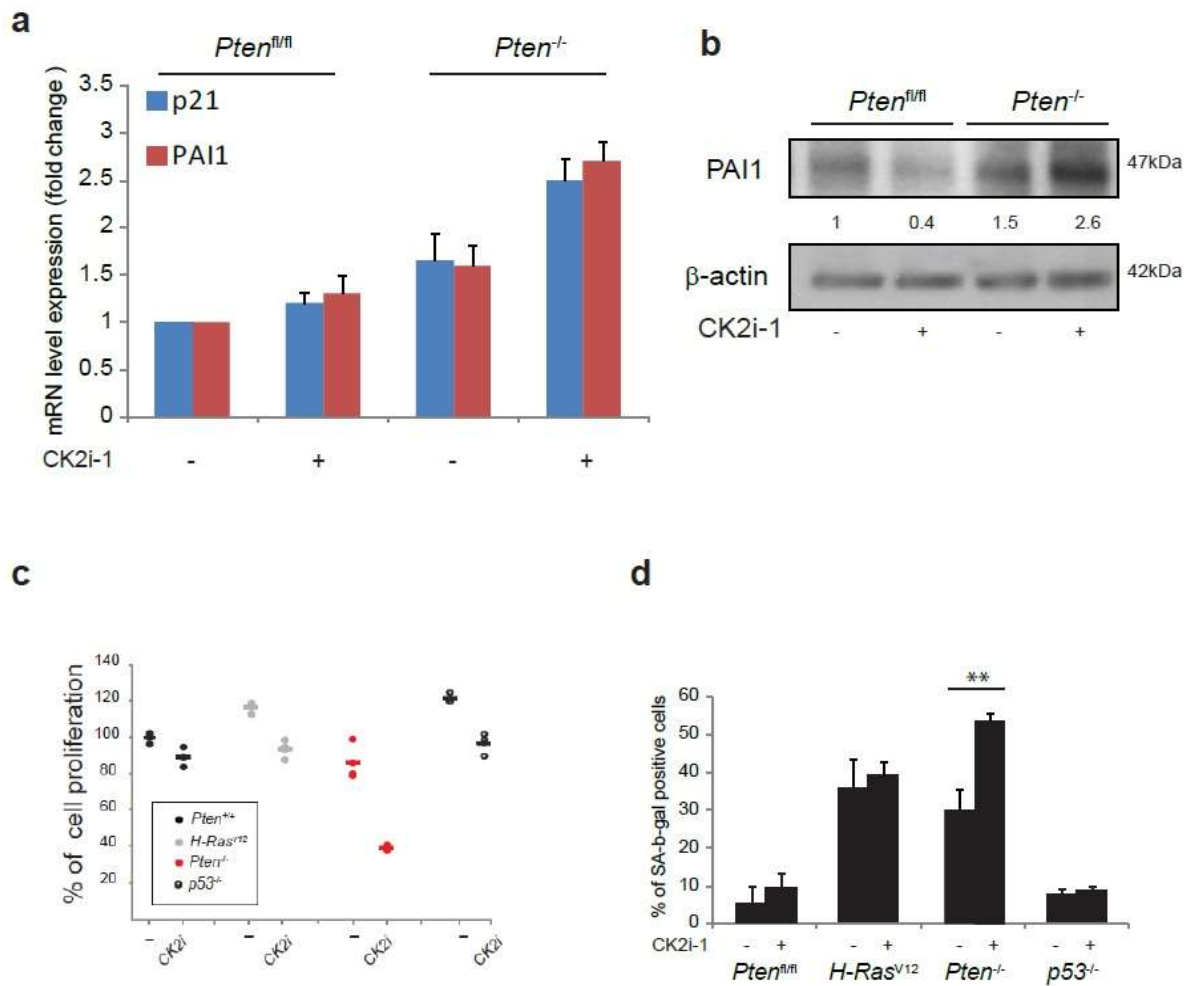 a
Pten^fl/fl Pten^-/-
mRN level expression (fold change )
3.5
3
2.5
2
1.5
1
0.5
0
p21
PAI1
CK2i-1 - + - +
b
Pten^fl/fl Pten^-/-
PAI1 47kDa
1 0.4 1.5 2.6
β-actin 42kDa
CK2i-1 - + - +
c
% of cell proliferation
140
120
100
80
60
40
20
Pten^+/+
H-Ras^V12
Pten^-/-
p53^-/-
– CK2i – CK2i – CK2i – CK2i
d
% of SA-b-gal positive cells
60
50
40
30
20
10
0
**
CK2i-1 - + - + - + - +
Pten^fl/fl H-Ras^V12 Pten^-/- p53^-/-